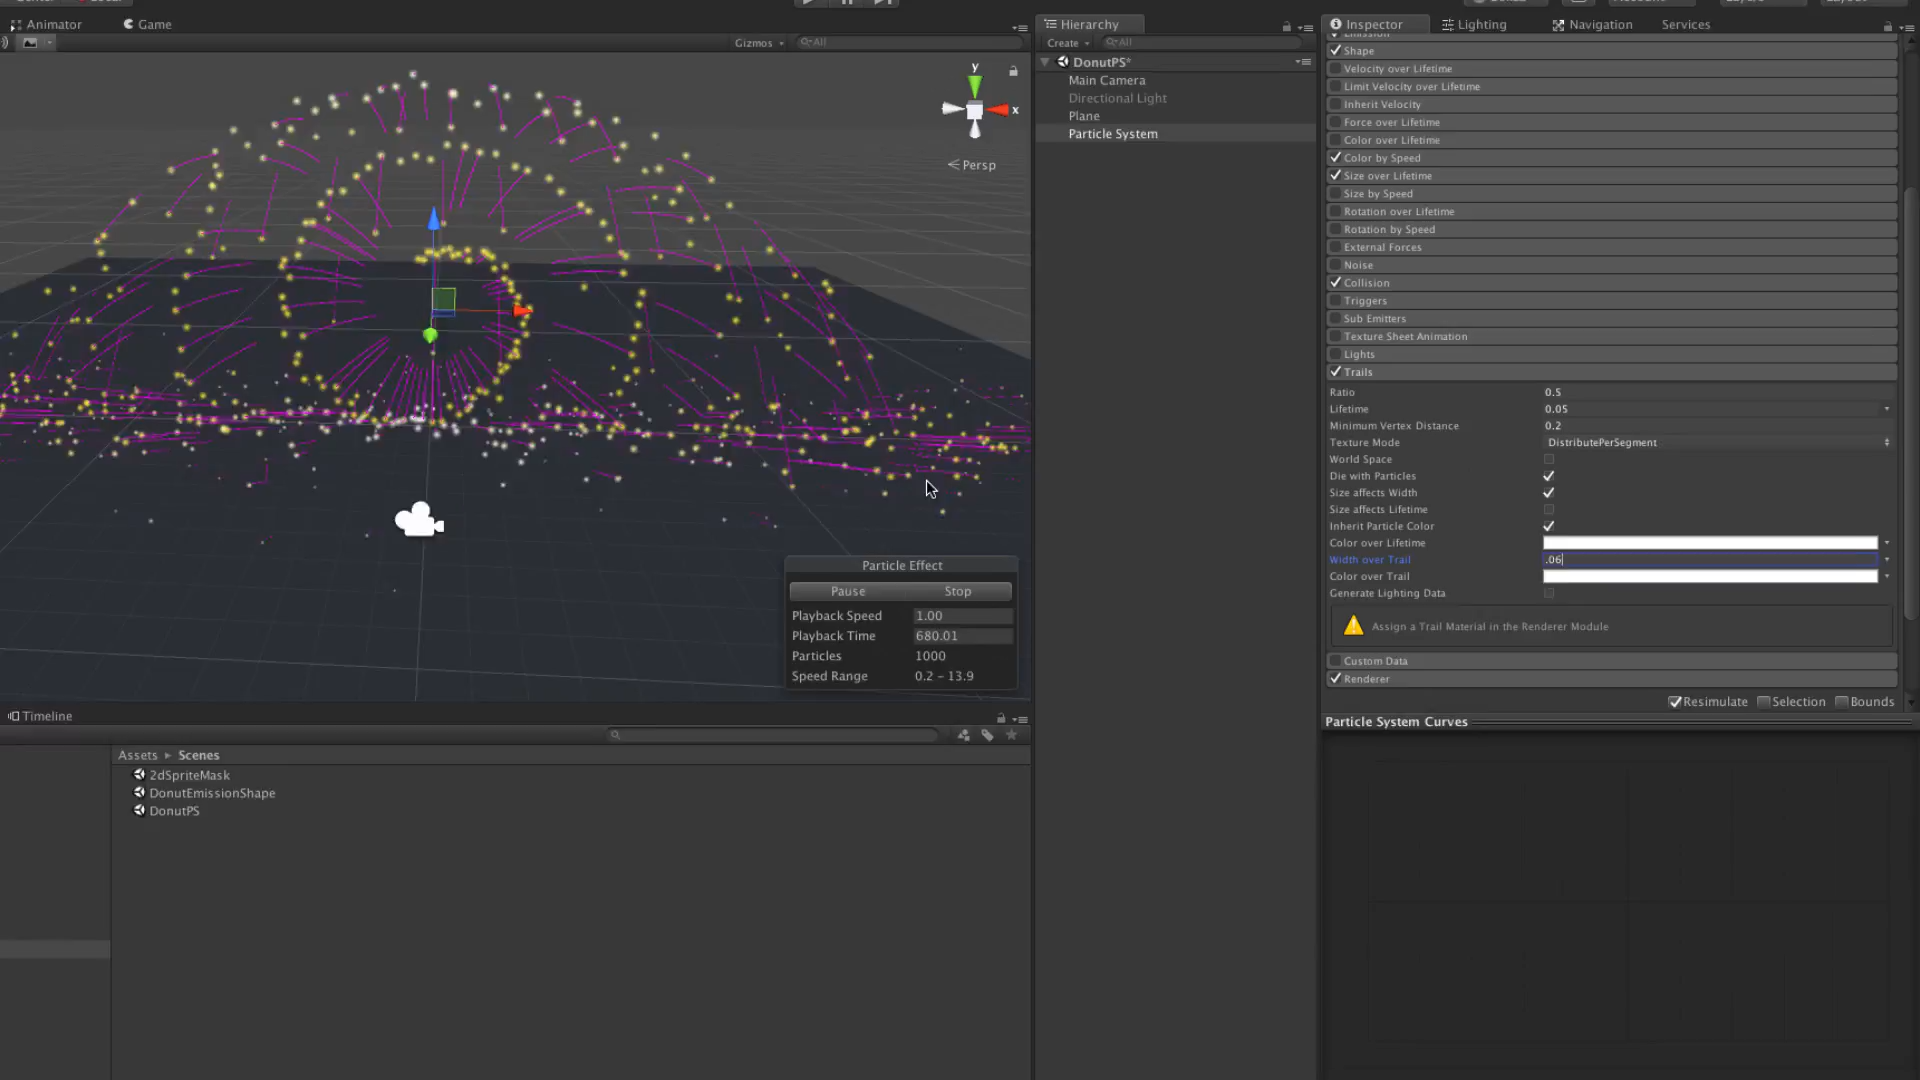 Animator
Game
Gizmos
All
y
x
Persp
Particle Effect
Pause
Stop
Playback Speed
1.00
Playback Time
680.01
Particles
1000
Speed Range
0.2 - 13.9
Timeline
Assets
Scenes
2dSpriteMask
DonutEmissionShape
DonutPS
Hierarchy
Create
All
DonutPS*
Main Camera
Directional Light
Plane
Particle System
Inspector
Lighting
Navigation
Services
Emission
Shape
Velocity over Lifetime
Limit Velocity over Lifetime
Inherit Velocity
Force over Lifetime
Color over Lifetime
Color by Speed
Size over Lifetime
Size by Speed
Rotation over Lifetime
Rotation by Speed
External Forces
Noise
Collision
Triggers
Sub Emitters
Texture Sheet Animation
Lights
Trails
Ratio
0.5
Lifetime
0.05
Minimum Vertex Distance
0.2
Texture Mode
DistributePerSegment
World Space
Die with Particles
Size affects Width
Size affects Lifetime
Inherit Particle Color
Color over Lifetime
Width over Trail
.06
Color over Trail
Generate Lighting Data
Assign a Trail Material in the Renderer Module
Custom Data
Renderer
Resimulate
Selection
Bounds
Particle System Curves